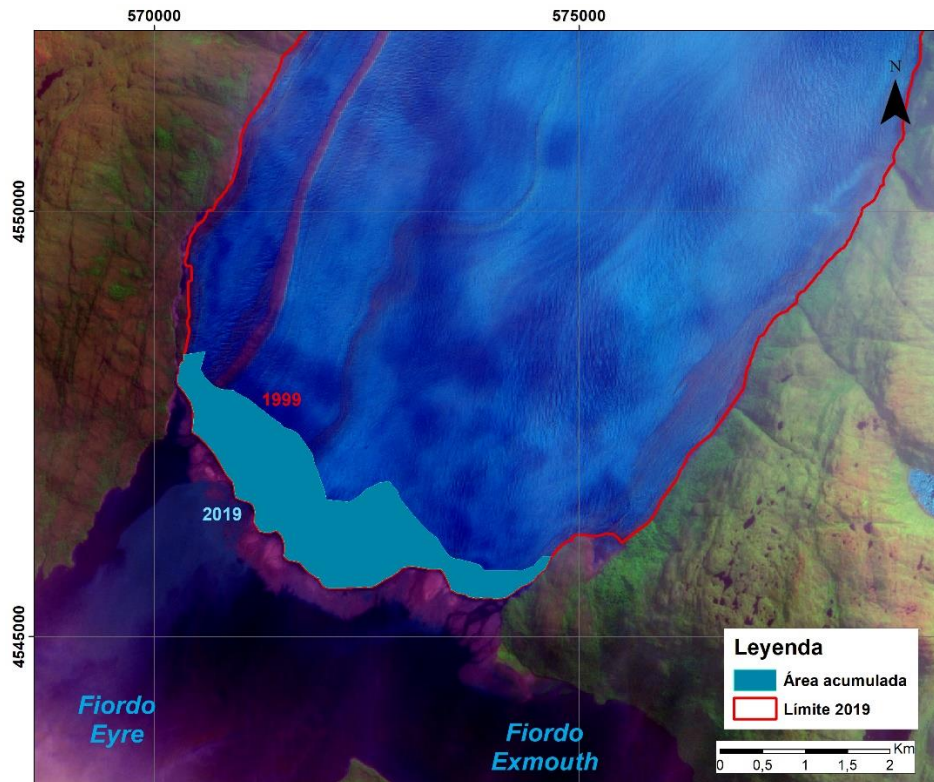 570000
575000
N
4550000
1999
2019
4545000
Leyenda
Área acumulada
Límite 2019
Fiordo
Eyre
Fiordo
Exmouth
Km
0 0,5 1 1,5 2